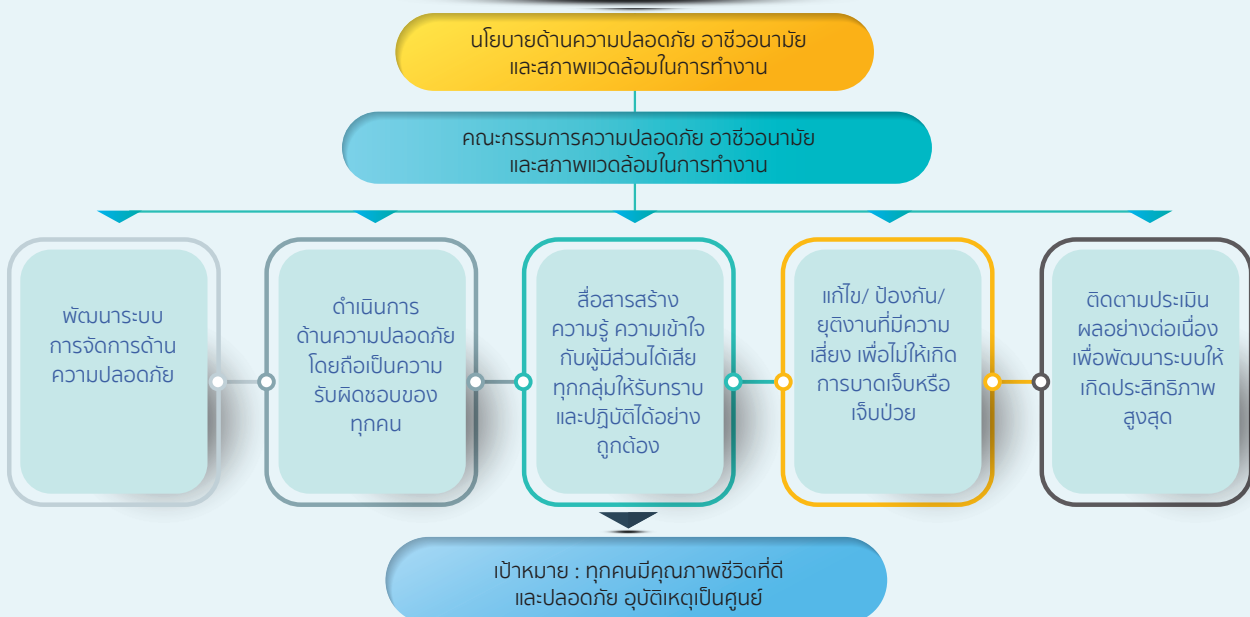 นโยบายด้านความปลอดภัย อาชีวอนามัย
และสภาพแวดล้อมในการทำงาน
คณะกรรมการความปลอดภัย อาชีวอนามัย
และสภาพแวดล้อมในการทำงาน
พัฒนาระบบ
การจัดการด้าน
ความปลอดภัย
ดำเนินการ
ด้านความปลอดภัย
โดยถือเป็นความ
รับผิดชอบของ
ทุกคน
สื่อสารสร้าง
ความรู้ ความเข้าใจ
กับผู้มีส่วนได้เสีย
ทุกกลุ่มให้รับทราบ
และปฏิบัติได้อย่าง
ถูกต้อง
แก้ไข/ ป้องกัน/
ยุติงานที่มีความ
เสี่ยง เพื่อไม่ให้เกิด
การบาดเจ็บหรือ
เจ็บป่วย
ติดตามประเมิน
ผลอย่างต่อเนื่อง
เพื่อพัฒนาระบบให้
เกิดประสิทธิภาพ
สูงสุด
เป้าหมาย : ทุกคนมีคุณภาพชีวิตที่ดี
และปลอดภัย อุบัติเหตุเป็นศูนย์